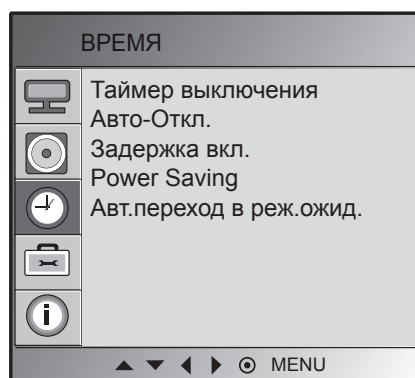 ВРЕМЯ
Таймер выключения
Авто-Откл.
Задержка вкл.
Power Saving
Авт.переход в реж.ожид.
MENU